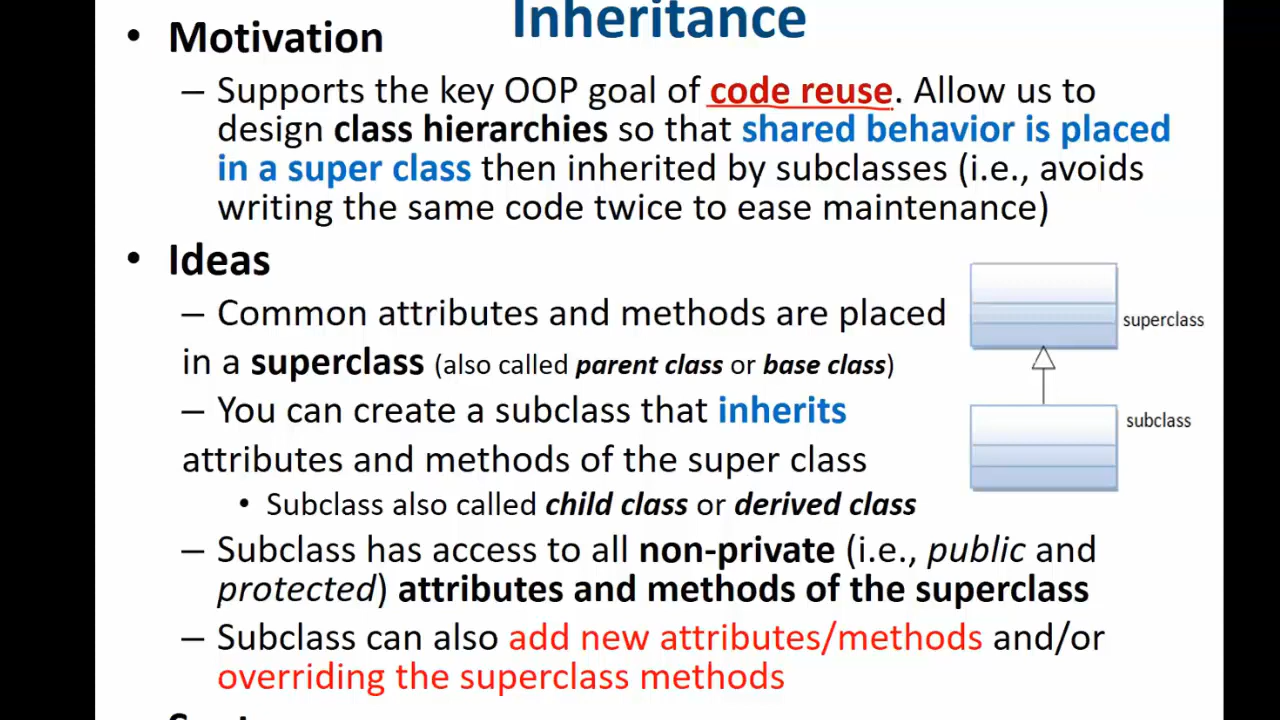 Inheritance
• Motivation
– Supports the key OOP goal of code reuse. Allow us to
design class hierarchies so that shared behavior is placed
in a super class then inherited by subclasses (i.e., avoids
writing the same code twice to ease maintenance)
• Ideas
– Common attributes and methods are placed
in a superclass (also called parent class or base class)
– You can create a subclass that inherits
attributes and methods of the super class
• Subclass also called child class or derived class
– Subclass has access to all non-private (i.e., public and
protected) attributes and methods of the superclass
– Subclass can also add new attributes/methods and/or
overriding the superclass methods
superclass
subclass